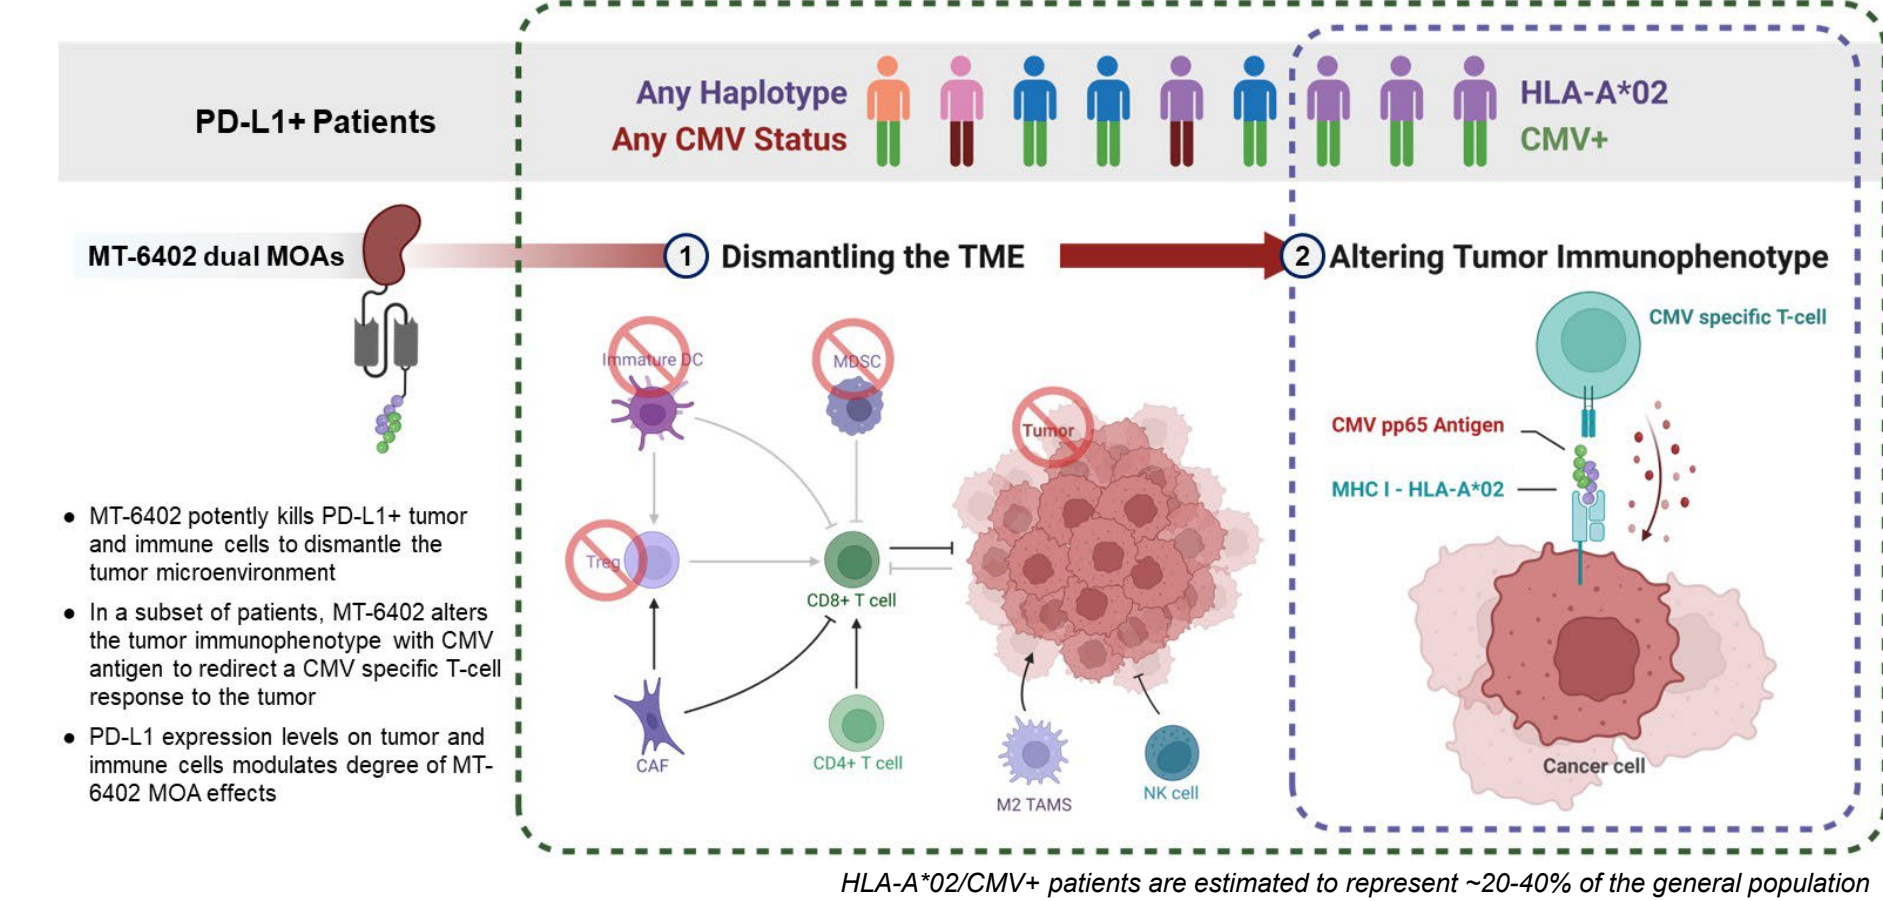 PD-L1+ Patients
Any Haplotype
Any CMV Status
HLA-A*02
CMV+
MT-6402 dual MOAs
1 Dismantling the TME
2 Altering Tumor Immunophenotype
● MT-6402 potently kills PD-L1+ tumor
and immune cells to dismantle the
tumor microenvironment
● In a subset of patients, MT-6402 alters
the tumor immunophenotype with CMV
antigen to redirect a CMV specific T-cell
response to the tumor
● PD-L1 expression levels on tumor and
immune cells modulates degree of MT-
6402 MOA effects
Immature DC
MDSC
Tumor
Treg
CD8+ T cell
CAF
CD4+ T cell
M2 TAMS
NK cell
CMV specific T-cell
CMV pp65 Antigen
MHC I - HLA-A*02
Cancer cell
HLA-A*02/CMV+ patients are estimated to represent ~20-40% of the general population